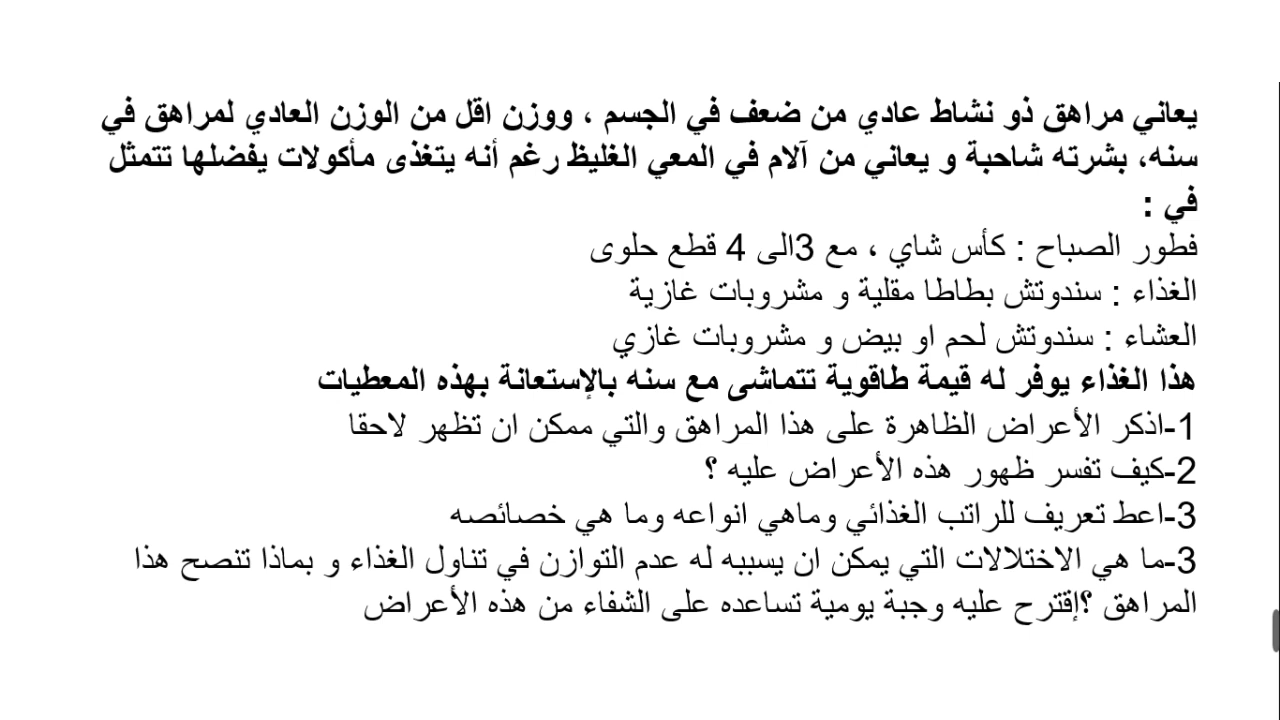 يعاني مراهق ذو نشاط عادي من ضعف في الجسم ، ووزن اقل من الوزن العادي لمراهق في
سنه، بشرته شاحبة و يعاني من آلام في المعي الغليظ رغم أنه يتغذى مأكولات يفضلها تتمثل
في :
فطور الصباح : كأس شاي ، مع 3الى 4 قطع حلوى
الغذاء : سندوتش بطاطا مقلية و مشروبات غازية
العشاء : سندوتش لحم او بيض و مشروبات غازي
هذا الغذاء يوفر له قيمة طاقوية تتماشى مع سنه بالإستعانة بهذه المعطيات
1-اذكر الأعراض الظاهرة على هذا المراهق والتي ممكن ان تظهر لاحقا
2-كيف تفسر ظهور هذه الأعراض عليه ؟
3-اعط تعريف للراتب الغذائي وماهي انواعه وما هي خصائصه
3-ما هي الاختلالات التي يمكن ان يسببه له عدم التوازن في تناول الغذاء و بماذا تنصح هذا
المراهق ؟إقترح عليه وجبة يومية تساعده على الشفاء من هذه الأعراض